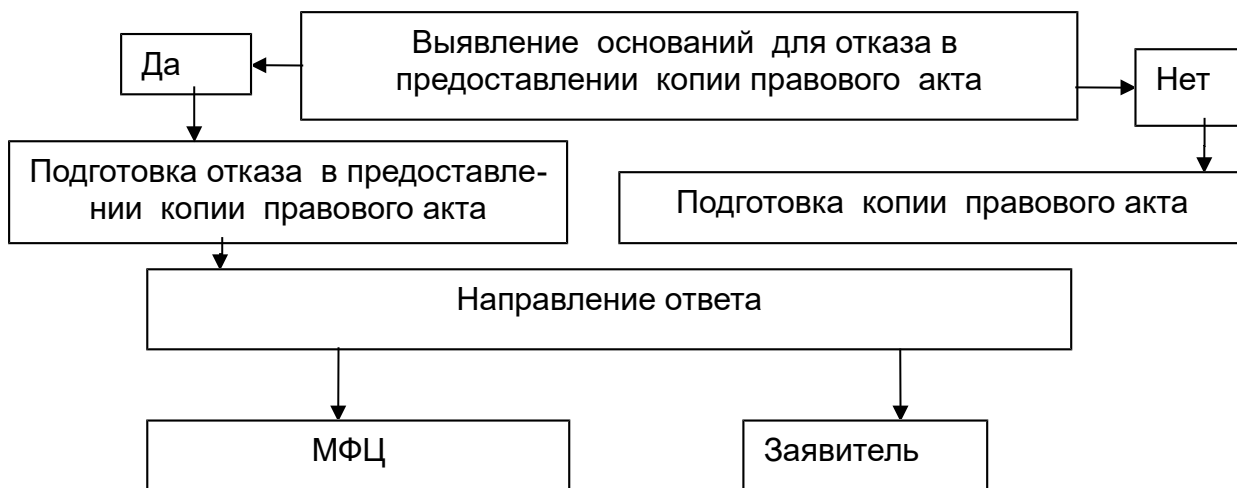 Выявление оснований для отказа в
предоставлении копии правового акта
Да
Нет
Подготовка отказа в предоставле-
нии копии правового акта
Подготовка копии правового акта
Направление ответа
МФЦ
Заявитель